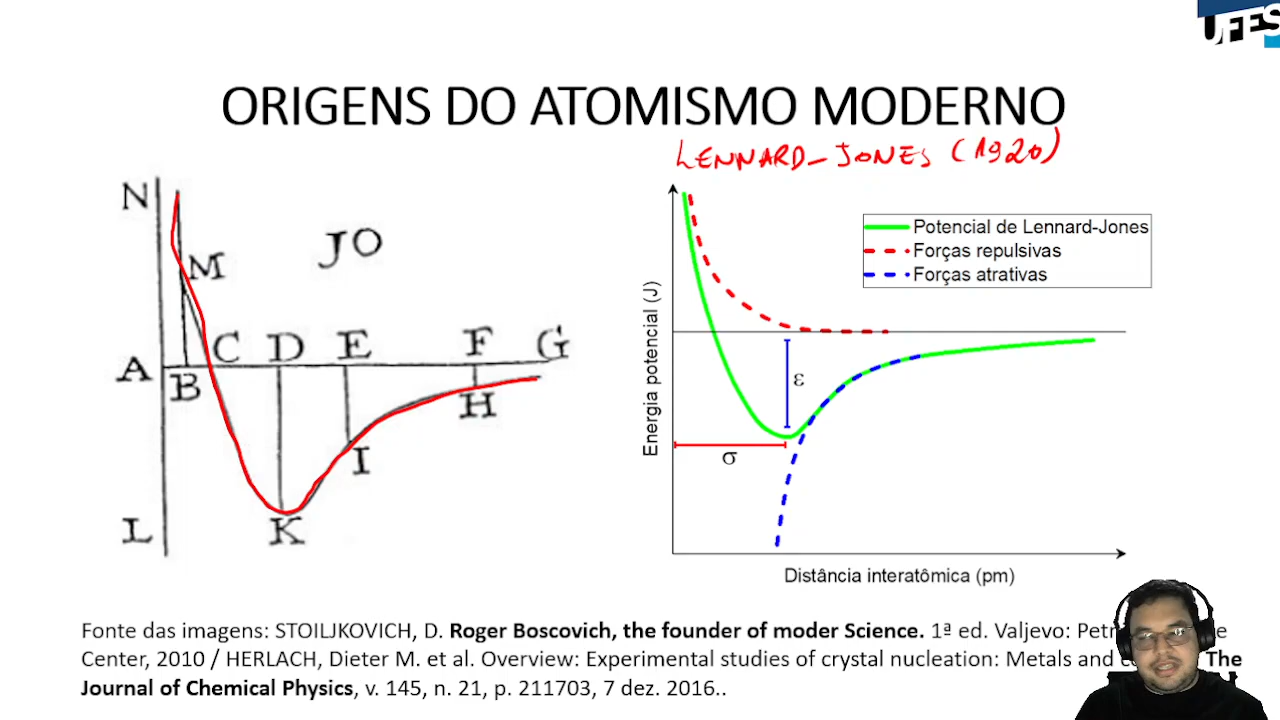 UFES
ORIGENS DO ATOMISMO MODERNO
LENNARD-JONES (1920)
N
M
JO
A
B
C D E F G
H
I
L
K
Potencial de Lennard-Jones
Forças repulsivas
Forças atrativas
Energia potencial (J)
ε
σ
Distância interatômica (pm)
Fonte das imagens: STOILJKOVICH, D. Roger Boscovich, the founder of moder Science. 1ª ed. Valjevo:
Center, 2010 / HERLACH, Dieter M. et al. Overview: Experimental studies of crystal nucleation: Metals and The
Journal of Chemical Physics, v. 145, n. 21, p. 211703, 7 dez. 2016..